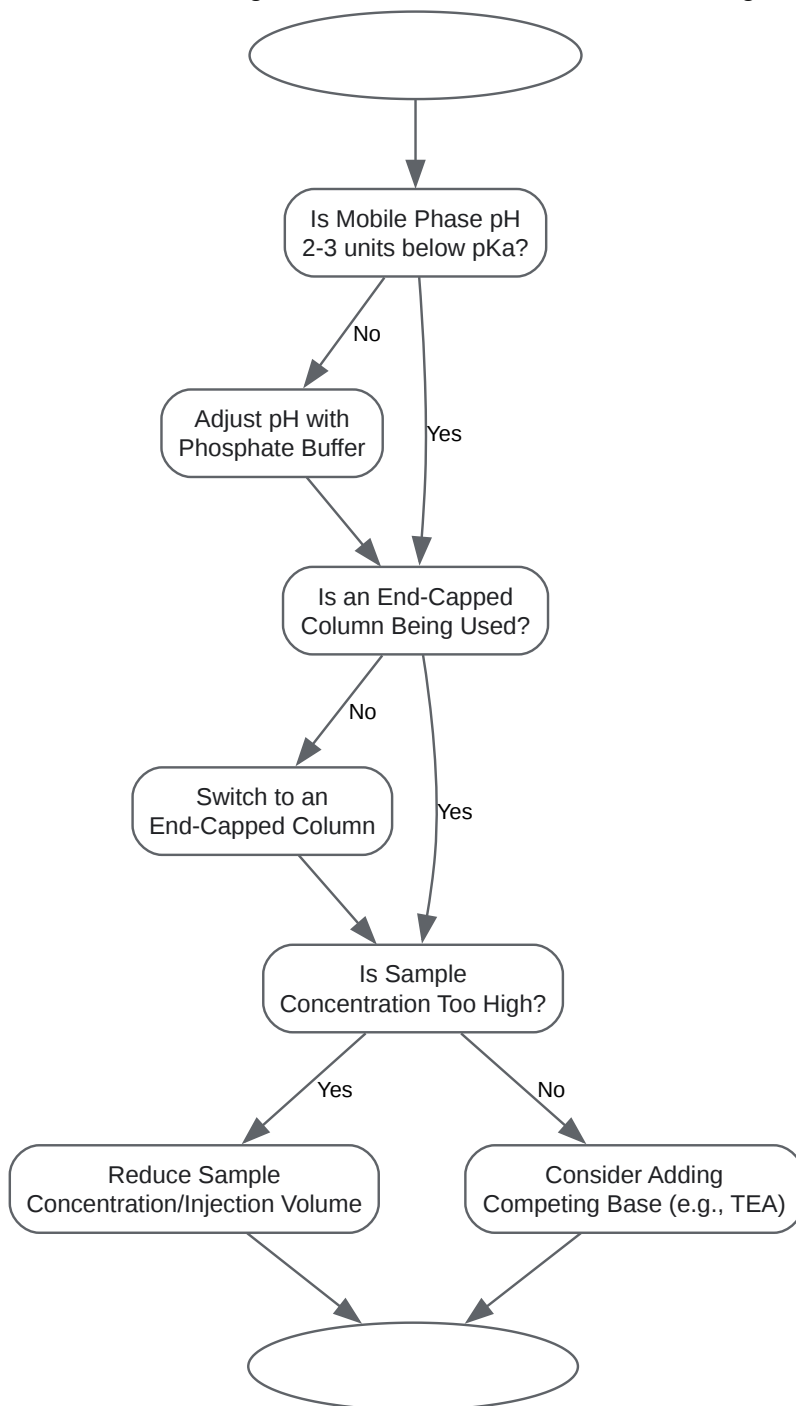 Is Mobile Phase pH
2-3 units below pKa?
No
Adjust pH with
Phosphate Buffer
Yes
Is an End-Capped
Column Being Used?
No
Switch to an
End-Capped Column
Yes
Is Sample
Concentration Too High?
Yes
No
Reduce Sample
Concentration/Injection Volume
Consider Adding
Competing Base (e.g., TEA)